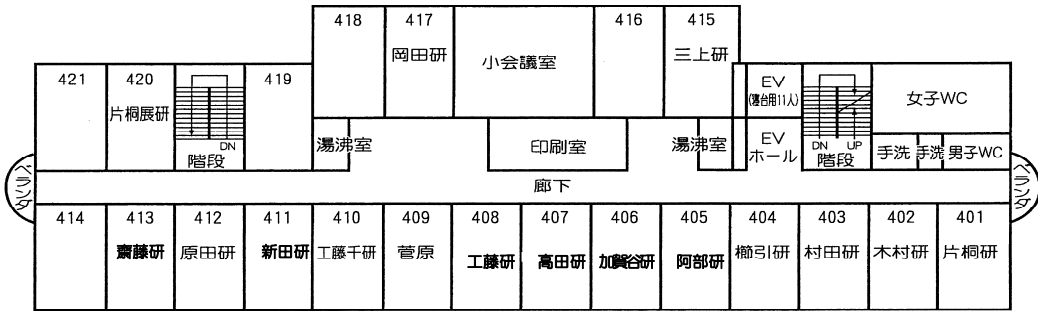 418
417
岡田研
小会議室
416
415
三上研
421
420
片桐展研
DN
階段
419
EV
(寝台用11人)
DN UP
階段
女子WC
湯沸室
印刷室
湯沸室
EV
ホール
手洗
手洗
男子WC
ベランダ
廊下
ベランダ
414
413
齋藤研
412
原田研
411
新田研
410
工藤千研
409
菅原
408
工藤研
407
高田研
406
加賀谷研
405
阿部研
404
櫛引研
403
村田研
402
木村研
401
片桐研